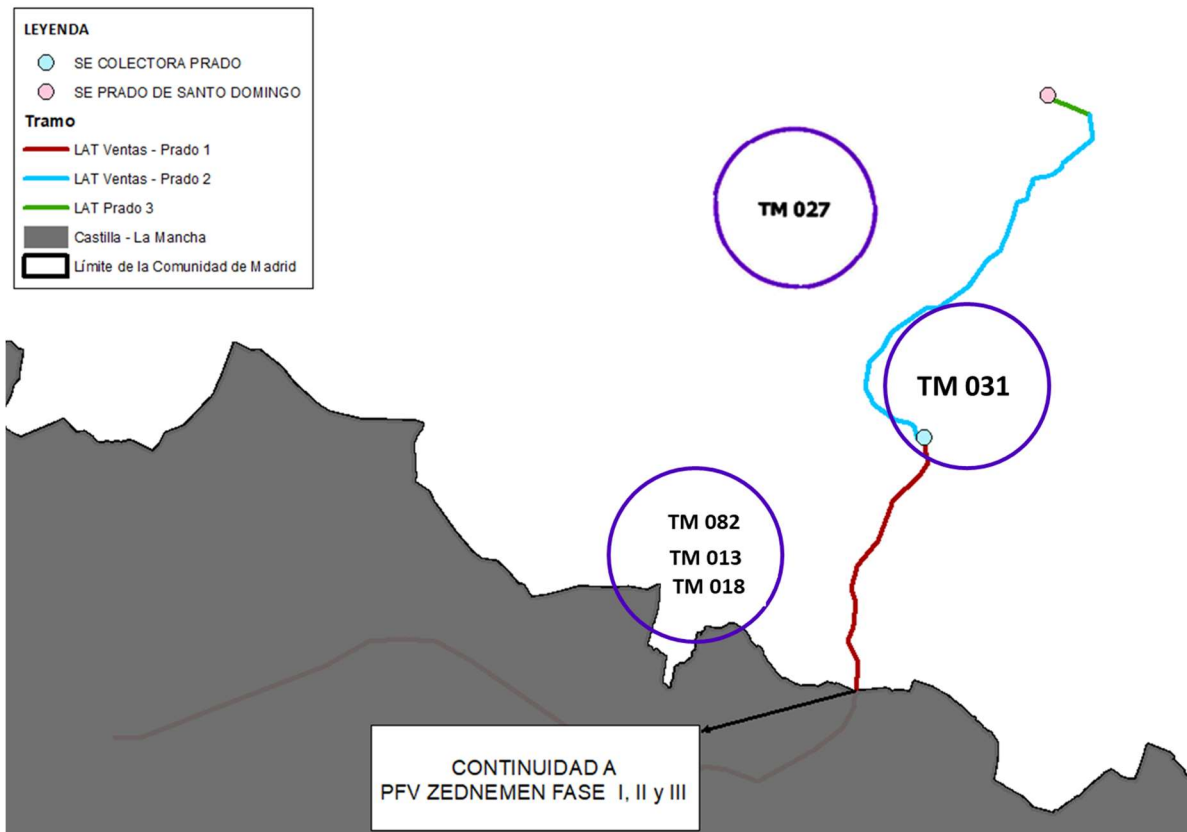 LEYENDA
SE COLECTORA PRADO
SE PRADO DE SANTO DOMINGO
Tramo
LAT Ventas - Prado 1
LAT Ventas - Prado 2
LAT Prado 3
Castilla - La Mancha
Límite de la Comunidad de Madrid
TM 027
TM 031
TM 082
TM 013
TM 018
CONTINUIDAD A
PFV ZEDNEMEN FASE I, II y III